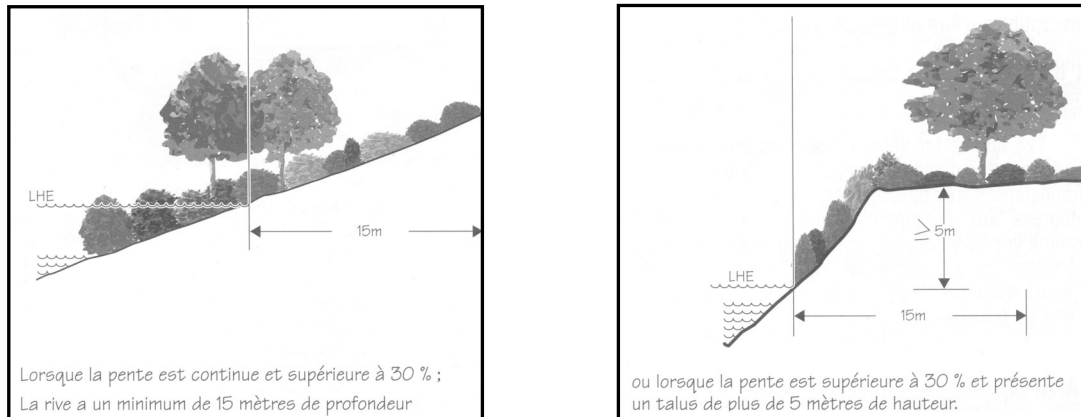 LHE
15m
Lorsque la pente est continue et supérieure à 30 % ;
La rive a un minimum de 15 mètres de profondeur
≥ 5m
LHE
15m
ou lorsque la pente est supérieure à 30 % et présente
un talus de plus de 5 mètres de hauteur.